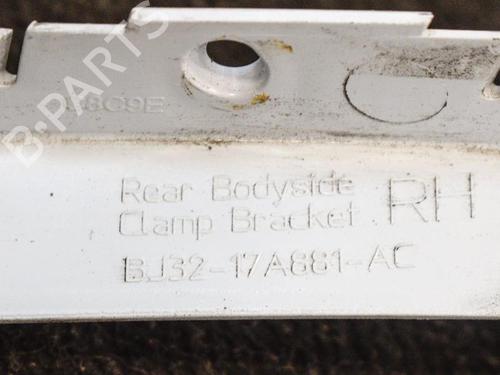 B-PARTS
Rear Bodyside
Clamp Bracket RH
BJ32-17A881-AC